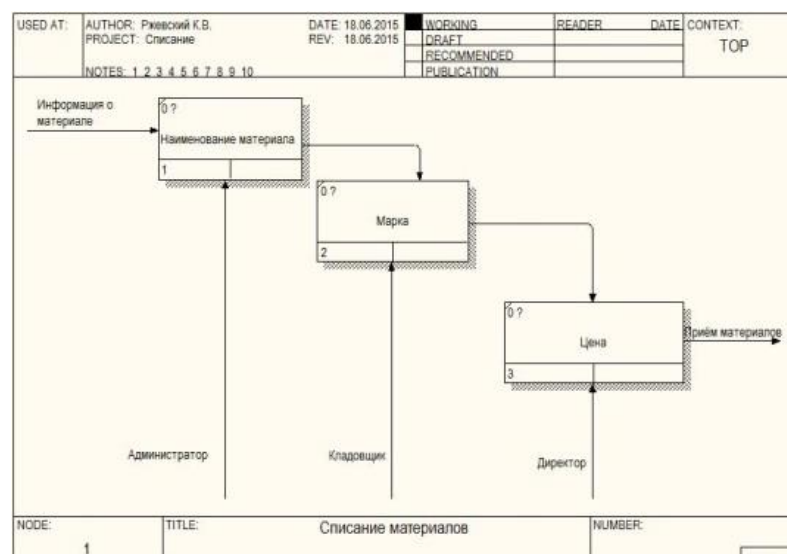 USED AT:
AUTHOR: Ржевский К.В.
DATE: 18.06.2015
PROJECT: Списание
REV: 18.06.2015
NOTES: 1 2 3 4 5 6 7 8 9 10
WORKING
DRAFT
RECOMMENDED
PUBLICATION
READER
DATE
CONTEXT:
TOP
Информация о
материале
0 ?
Наименование материала
1
0 ?
Марка
2
0 ?
Цена
3
Приём материалов
Администратор
Кладовщик
Директор
NODE:
1
TITLE:
Списание материалов
NUMBER: